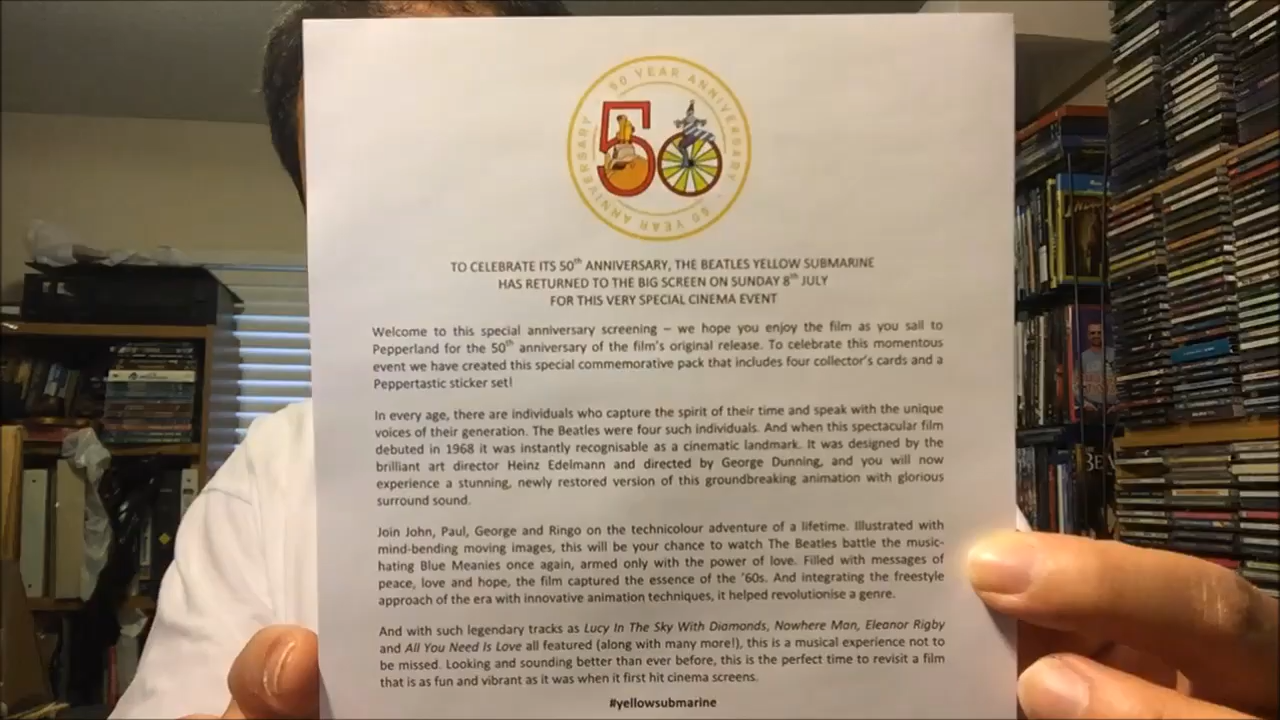 50 YEAR ANNIVERSARY
50 YEAR ANNIVERSARY
50
TO CELEBRATE ITS 50th ANNIVERSARY, THE BEATLES YELLOW SUBMARINE
HAS RETURNED TO THE BIG SCREEN ON SUNDAY 8th JULY
FOR THIS VERY SPECIAL CINEMA EVENT
Welcome to this special anniversary screening – we hope you enjoy the film as you sail to
Pepperland for the 50th anniversary of the film's original release. To celebrate this momentous
event we have created this special commemorative pack that includes four collector's cards and a
Peppertastic sticker set!
In every age, there are individuals who capture the spirit of their time and speak with the unique
voices of their generation. The Beatles were four such individuals. And when this spectacular film
debuted in 1968 it was instantly recognisable as a cinematic landmark. It was designed by the
brilliant art director Heinz Edelmann and directed by George Dunning, and you will now
experience a stunning, newly restored version of this groundbreaking animation with glorious
surround sound.
Join John, Paul, George and Ringo on the technicolour adventure of a lifetime. Illustrated with
mind-bending moving images, this will be your chance to watch The Beatles battle the music-
hating Blue Meanies once again, armed only with the power of love. Filled with messages of
peace, love and hope, the film captured the essence of the '60s. And integrating the freestyle
approach of the era with innovative animation techniques, it helped revolutionise a genre.
And with such legendary tracks as Lucy In The Sky With Diamonds, Nowhere Man, Eleanor Rigby
and All You Need Is Love all featured (along with many more!), this is a musical experience not to
be missed. Looking and sounding better than ever before, this is the perfect time to revisit a film
that is as fun and vibrant as it was when it first hit cinema screens.
#yellowsubmarine